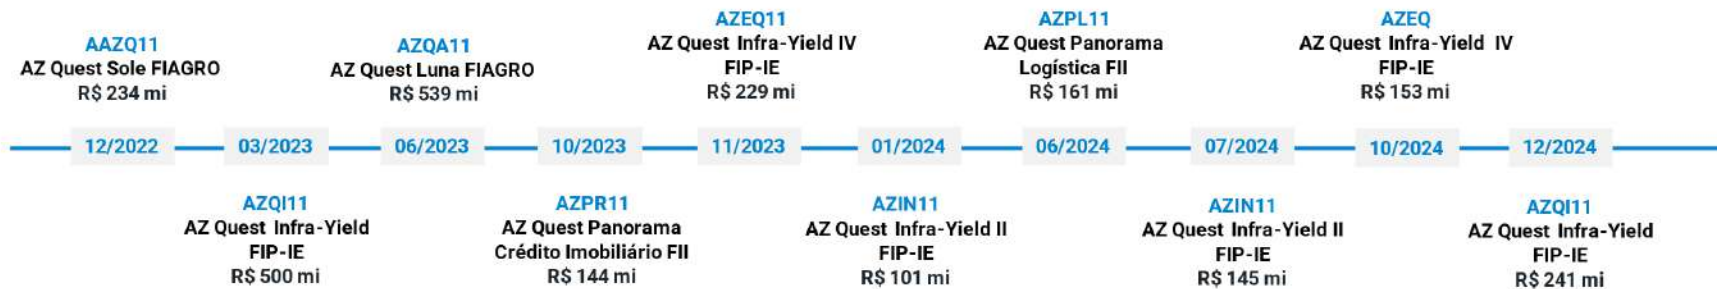 AAZQ11
AZ Quest Sole FIAGRO
R$ 234 mi
AZQA11
AZ Quest Luna FIAGRO
R$ 539 mi
AZEQ11
AZ Quest Infra-Yield IV
FIP-IE
R$ 229 mi
AZPL11
AZ Quest Panorama
Logística FII
R$ 161 mi
AZEQ
AZ Quest Infra-Yield IV
FIP-IE
R$ 153 mi
12/2022
03/2023
06/2023
10/2023
11/2023
01/2024
06/2024
07/2024
10/2024
12/2024
AZQI11
AZ Quest Infra-Yield
FIP-IE
R$ 500 mi
AZPR11
AZ Quest Panorama
Crédito Imobiliário FII
R$ 144 mi
AZIN11
AZ Quest Infra-Yield II
FIP-IE
R$ 101 mi
AZIN11
AZ Quest Infra-Yield II
FIP-IE
R$ 145 mi
AZQI11
AZ Quest Infra-Yield
FIP-IE
R$ 241 mi